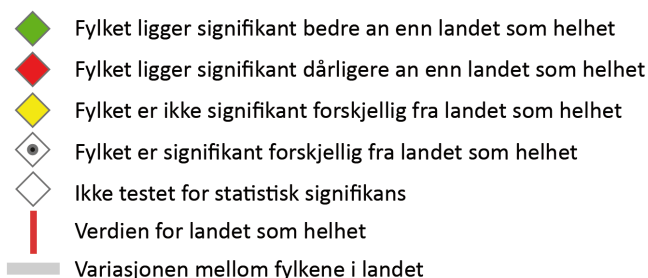 Fylket ligger signifikant bedre an enn landet som helhet
Fylket ligger signifikant dårligere an enn landet som helhet
Fylket er ikke signifikant forskjellig fra landet som helhet
Fylket er signifikant forskjellig fra landet som helhet
Ikke testet for statistisk signifikans
Verdien for landet som helhet
Variasjonen mellom fylkene i landet